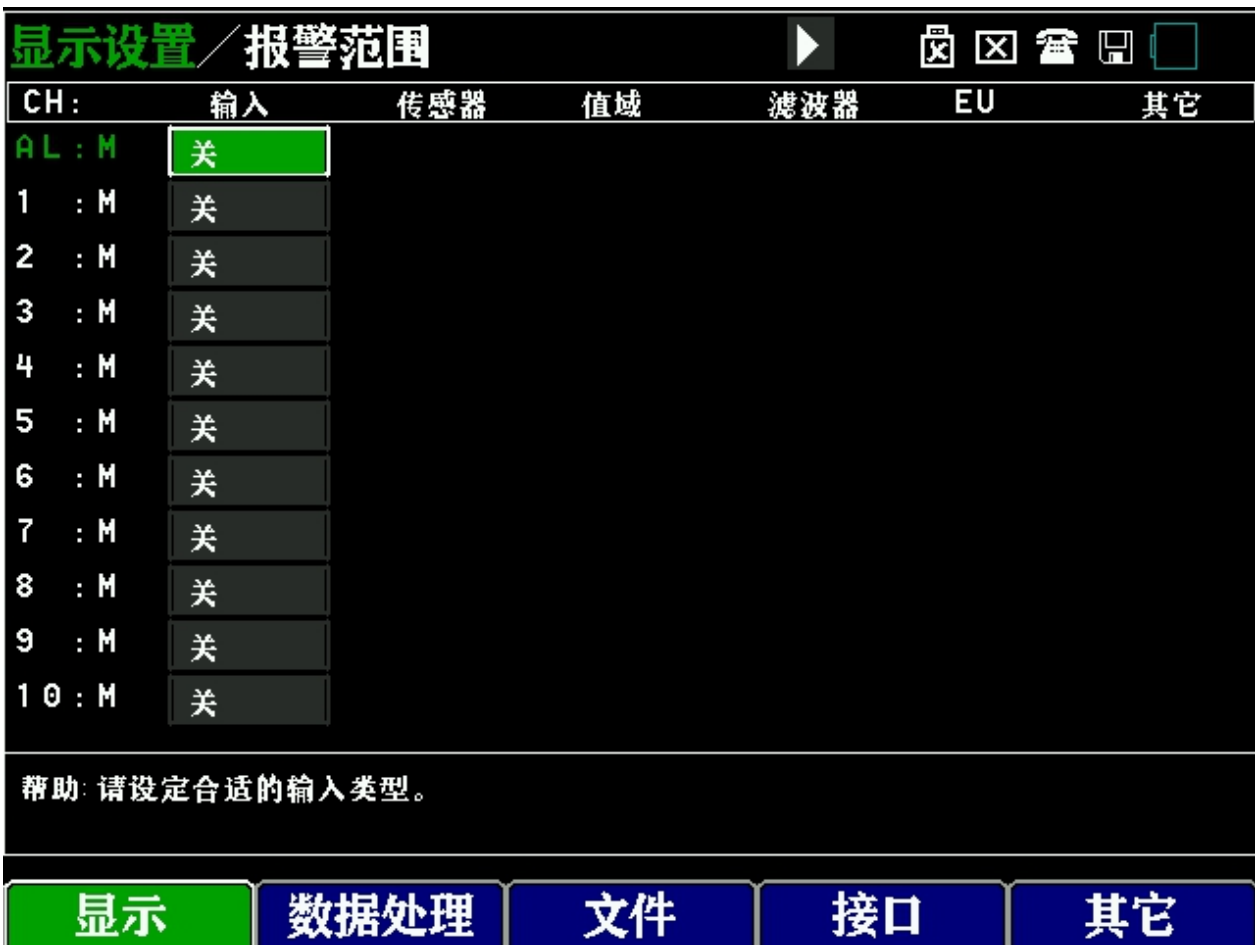 显示设置/报警范围
CH: 输入 传感器 值域 滤波器 EU 其它
AL:M 关
1 :M 关
2 :M 关
3 :M 关
4 :M 关
5 :M 关
6 :M 关
7 :M 关
8 :M 关
9 :M 关
10:M 关
帮助:请设定合适的输入类型。
显示 数据处理 文件 接口 其它